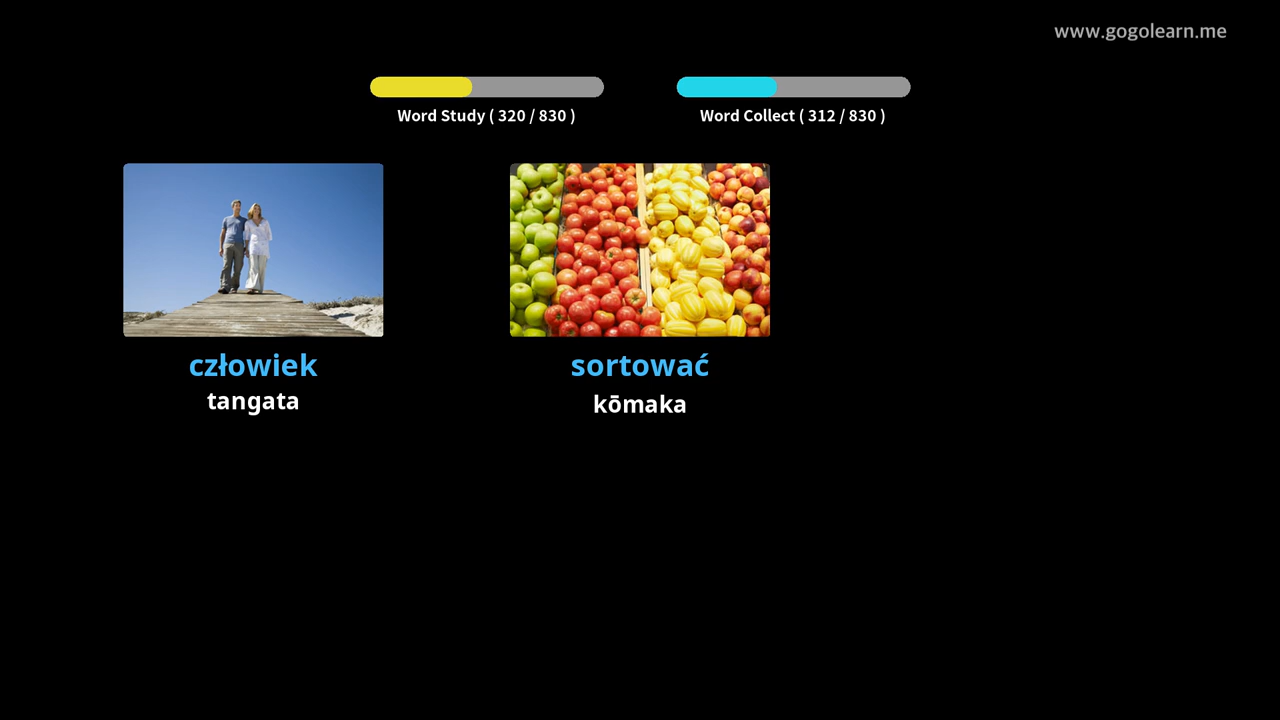 www.gogolearn.me
Word Study ( 320 / 830 )
Word Collect ( 312 / 830 )
człowiek
tangata
sortować
kōmaka